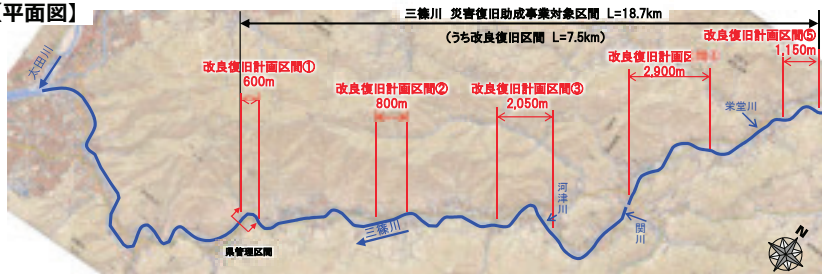 【平面図】
三篠川 災害復旧助成事業対象区間 L=18.7km
(うち改良復旧区間 L=7.5km)
太田川
改良復旧計画区間①
600m
改良復旧計画区間②
800m
改良復旧計画区間③
2,050m
改良復旧計画区
2,900m
改良復旧計画区間⑤
1,150m
栄堂川
河津川
関川
三篠川
県管理区間
N